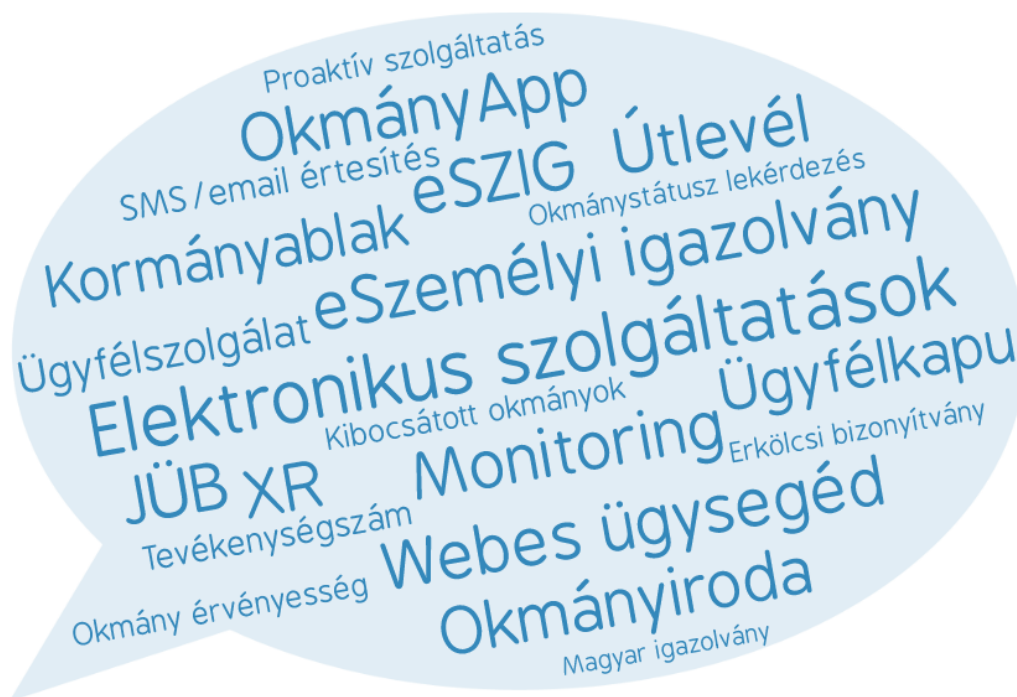 Proaktív szolgáltatás
OkmányApp
Útlevél
SMS / email értesítés
eSZIG
Okmánystátusz lekérdezés
Kormányablak
eSzemélyi igazolvány
Ügyfélszolgálat
Elektronikus szolgáltatások
Kibocsátott okmányok
Ügyfélkapu
JÜB XR
Monitoring
Erkölcsi bizonyítvány
Tevékenységszám
Webes ügysegéd
Okmány érvényesség
Okmányiroda
Magyar igazolvány